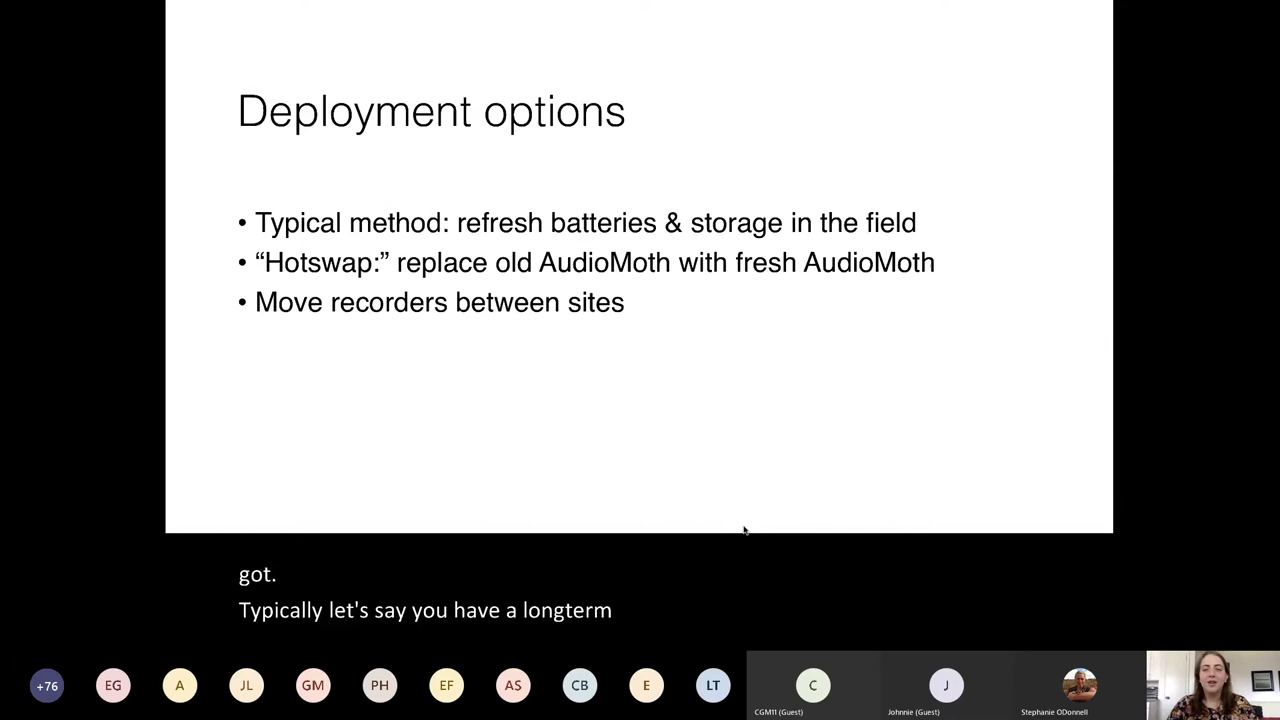 Deployment options
• Typical method: refresh batteries & storage in the field
• “Hotswap:” replace old AudioMoth with fresh AudioMoth
• Move recorders between sites
got.
Typically let's say you have a longterm
+76 EG A JL GM PH EF AS CB E LT C J
CGM11 (Guest) Johnnie (Guest) Stephanie ODonnell